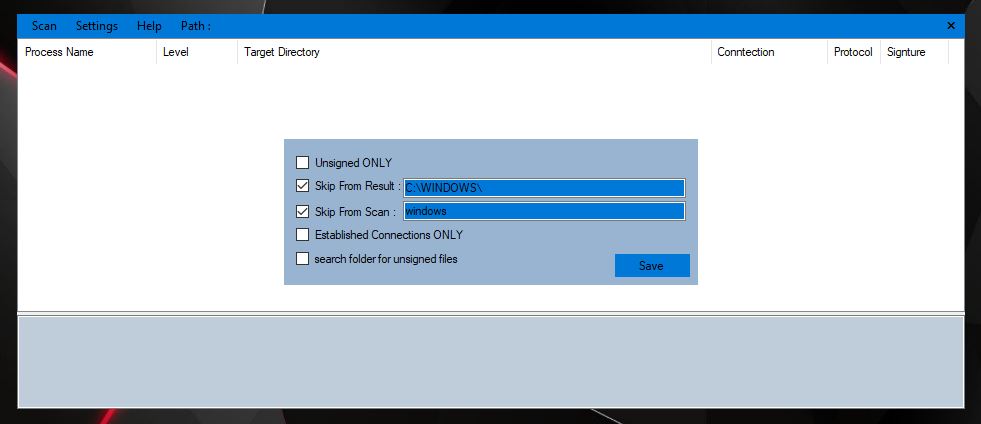 Scan Settings Help Path :
Process Name Level Target Directory Conntection Protocol Signture
Unsigned ONLY
Skip From Result : C:\WINDOWS\
Skip From Scan : windows
Established Connections ONLY
search folder for unsigned files
Save